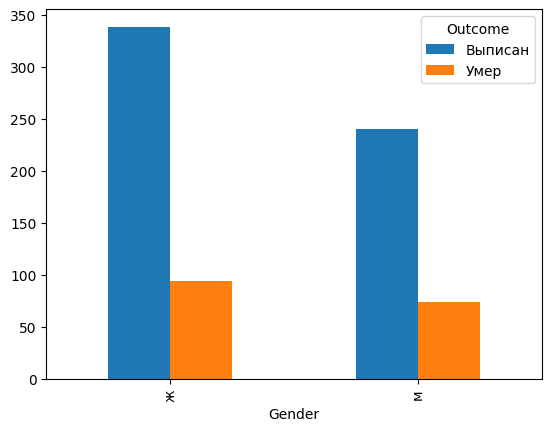 350
300
250
200
150
100
50
0
Outcome
Выписан
Умер
ж
м
Gender